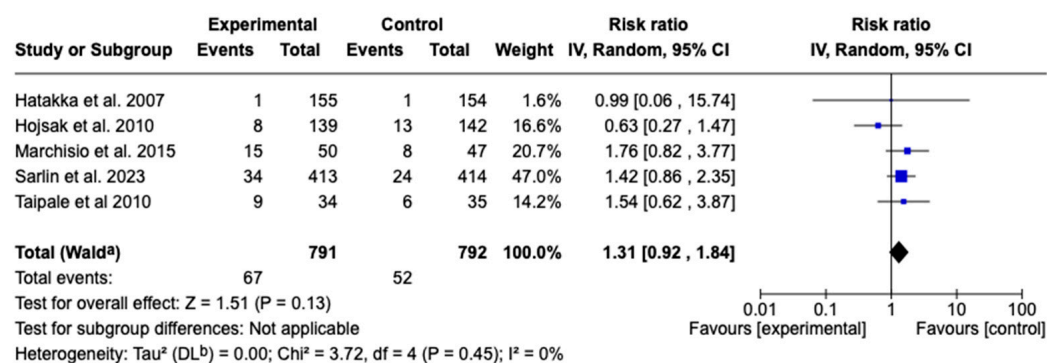 Experimental Control Risk ratio Risk ratio
Study or Subgroup Events Total Events Total Weight IV, Random, 95% CI IV, Random, 95% CI
Hatakka et al. 2007 1 155 1 154 1.6% 0.99 [0.06 , 15.74]
Hojsak et al. 2010 8 139 13 142 16.6% 0.63 [0.27 , 1.47]
Marchisio et al. 2015 15 50 8 47 20.7% 1.76 [0.82 , 3.77]
Sarlin et al. 2023 34 413 24 414 47.0% 1.42 [0.86 , 2.35]
Taipale et al 2010 9 34 6 35 14.2% 1.54 [0.62 , 3.87]
Total (Waldᵃ) 791 792 100.0% 1.31 [0.92 , 1.84]
Total events: 67 52
Test for overall effect: Z = 1.51 (P = 0.13)
Test for subgroup differences: Not applicable
Heterogeneity: Tau² (DLᵇ) = 0.00; Chi² = 3.72, df = 4 (P = 0.45); I² = 0%
0.01 0.1 1 10 100
Favours [experimental] Favours [control]